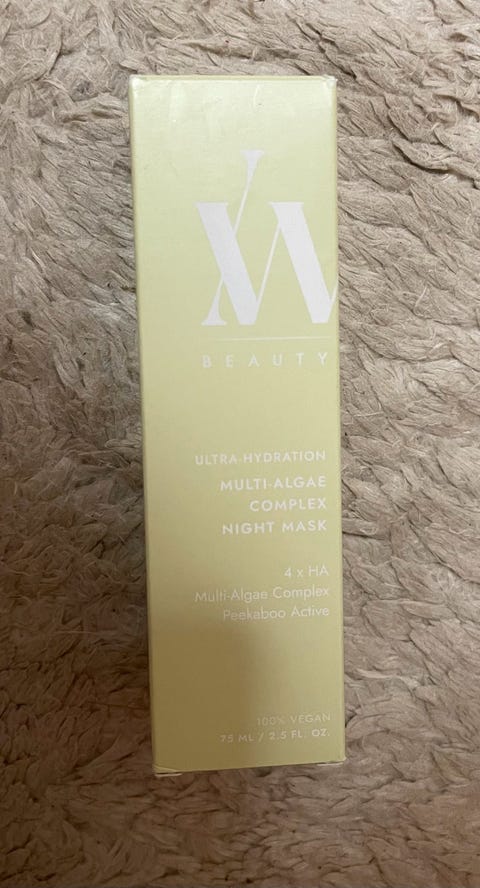 BEAUTY
ULTRA-HYDRATION
MULTI-ALGAE
COMPLEX
NIGHT MASK
4 x HA
Multi-Algae Complex
Peekaboo Active
100% VEGAN
75 ML / 2.5 FL. OZ.